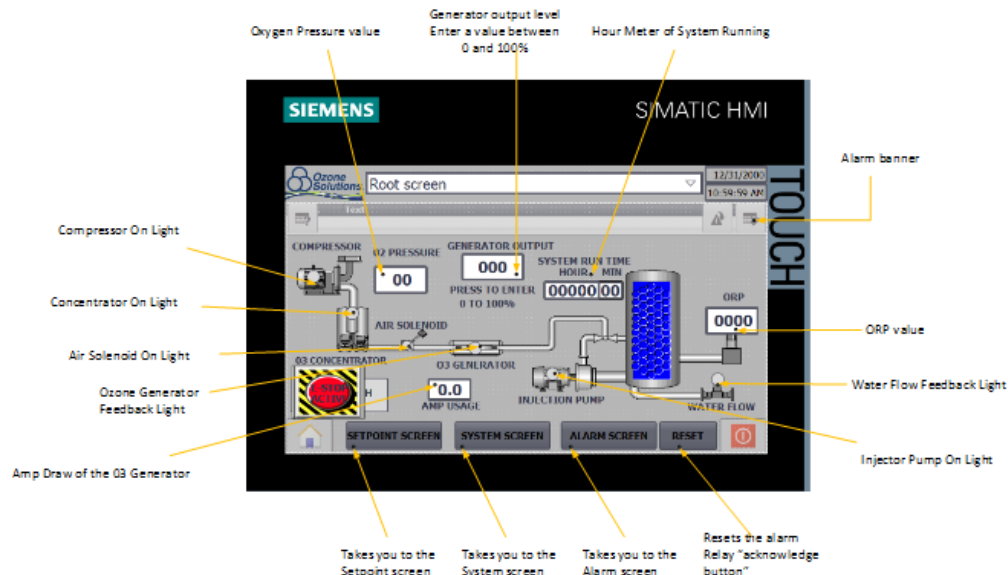 Generator output level
Oxygen Pressure value
Enter a value between
0 and 100%
Hour Meter of System Running
SIEMENS
SIMATIC HMI
TOUCH
Alarm banner
Ozone
Solutions
Root screen
12/31/2000
10:59:59 AM
Text
Compressor On Light
COMPRESSOR
02 PRESSURE
00
GENERATOR OUTPUT
000
PRESS TO ENTER
0 TO 100%
SYSTEM RUN TIME
HOUR MIN
00000 00
ORP
0000
Concentrator On Light
AIR SOLENOID
ORP value
Air Solenoid On Light
03 CONCENTRATOR
03 GENERATOR
E-STOP
ACTIVE
H
0.0
AMP USAGE
INJECTION PUMP
WATER FLOW
Water Flow Feedback Light
Ozone Generator
Feedback Light
SETPOINT SCREEN
SYSTEM SCREEN
ALARM SCREEN
RESET
Amp Draw of the 03 Generator
Injector Pump On Light
Takes you to the
Setpoint screen
Takes you to the
System screen
Takes you to the
Alarm screen
Resets the alarm
Relay "acknowledge
button"